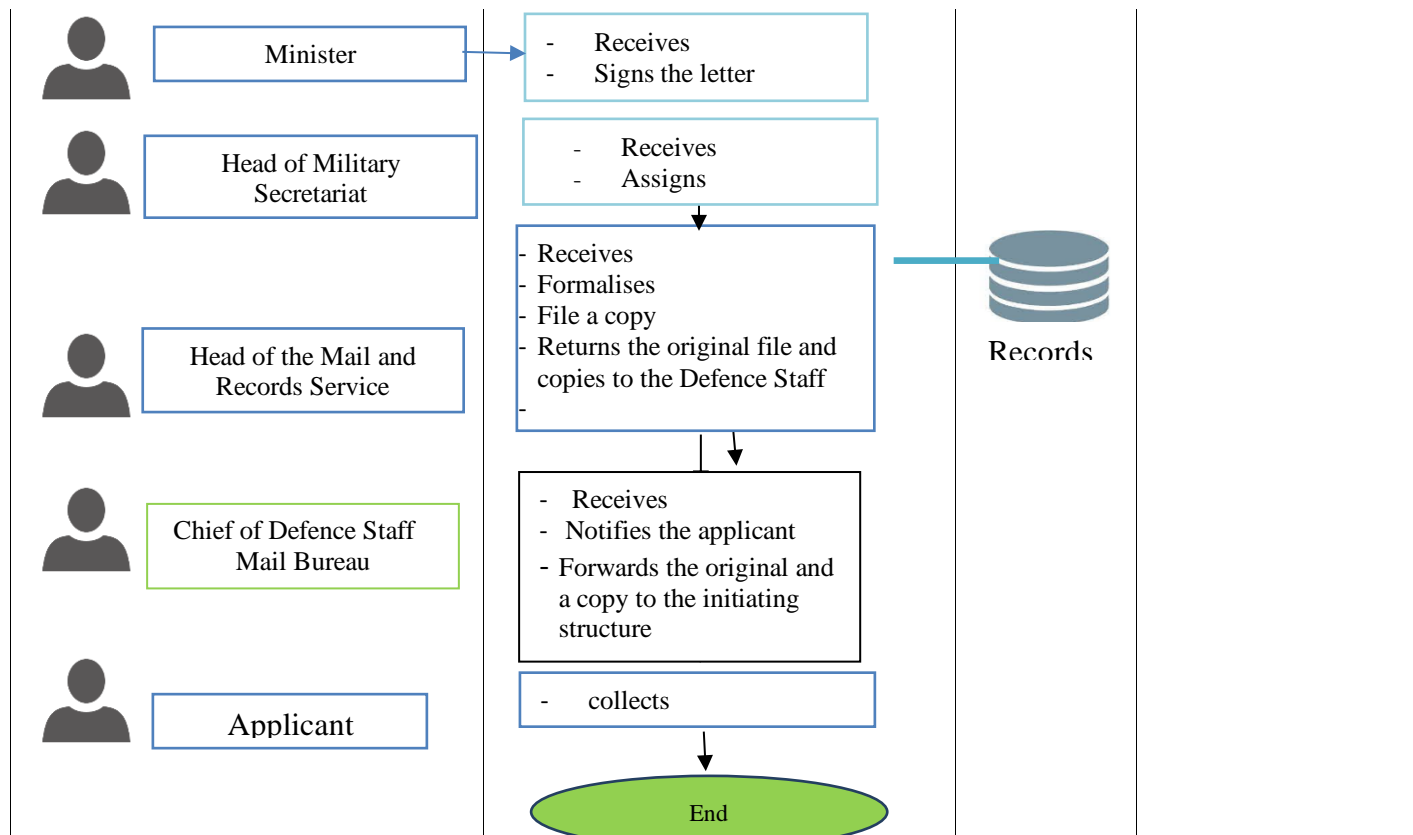 Minister
- Receives
- Signs the letter
Head of Military
Secretariat
- Receives
- Assigns
Head of the Mail and
Records Service
- Receives
- Formalises
- File a copy
- Returns the original file and
copies to the Defence Staff
-
Records
Chief of Defence Staff
Mail Bureau
- Receives
- Notifies the applicant
- Forwards the original and
a copy to the initiating
structure
Applicant
- collects
End